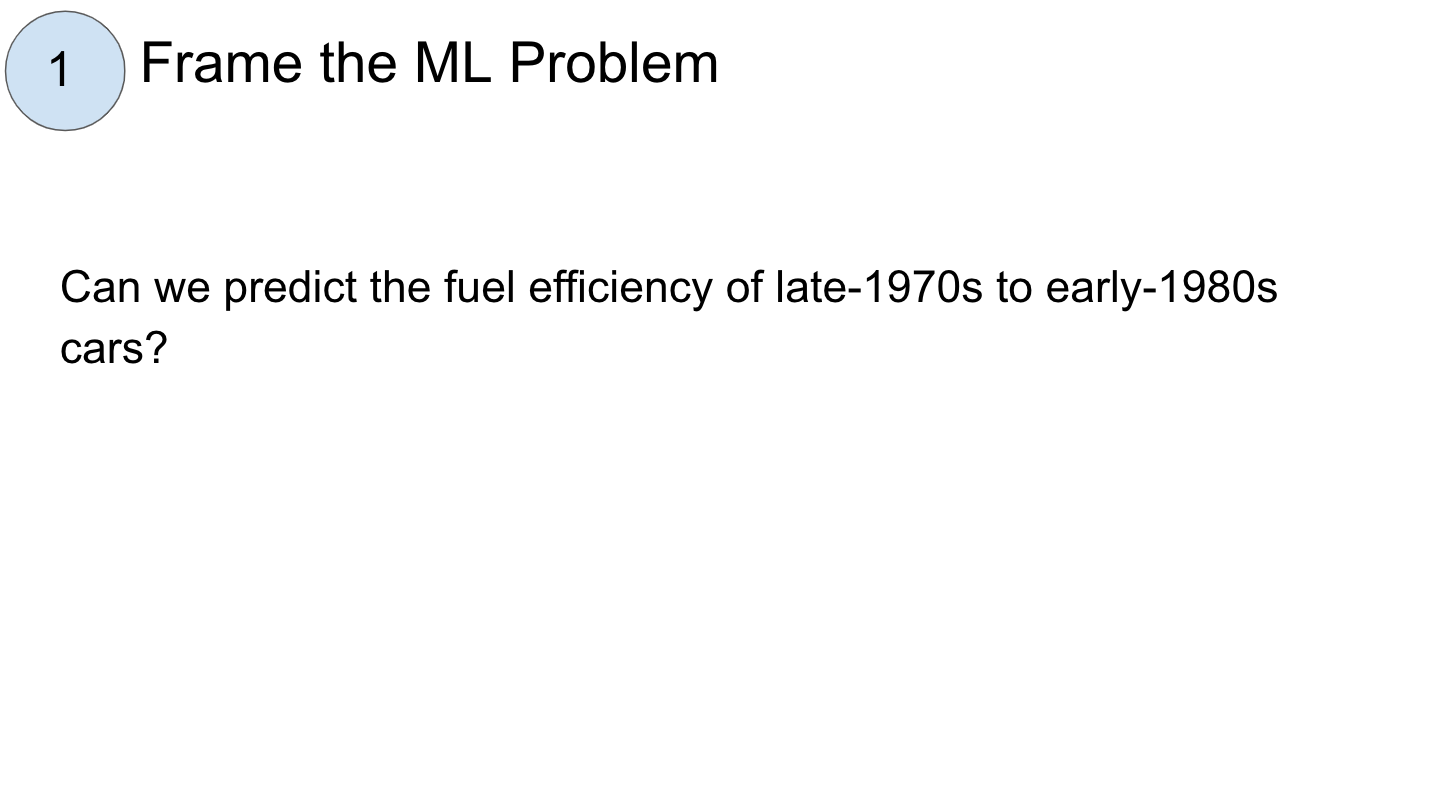 1
Frame the ML Problem
Can we predict the fuel efficiency of late-1970s to early-1980s
cars?